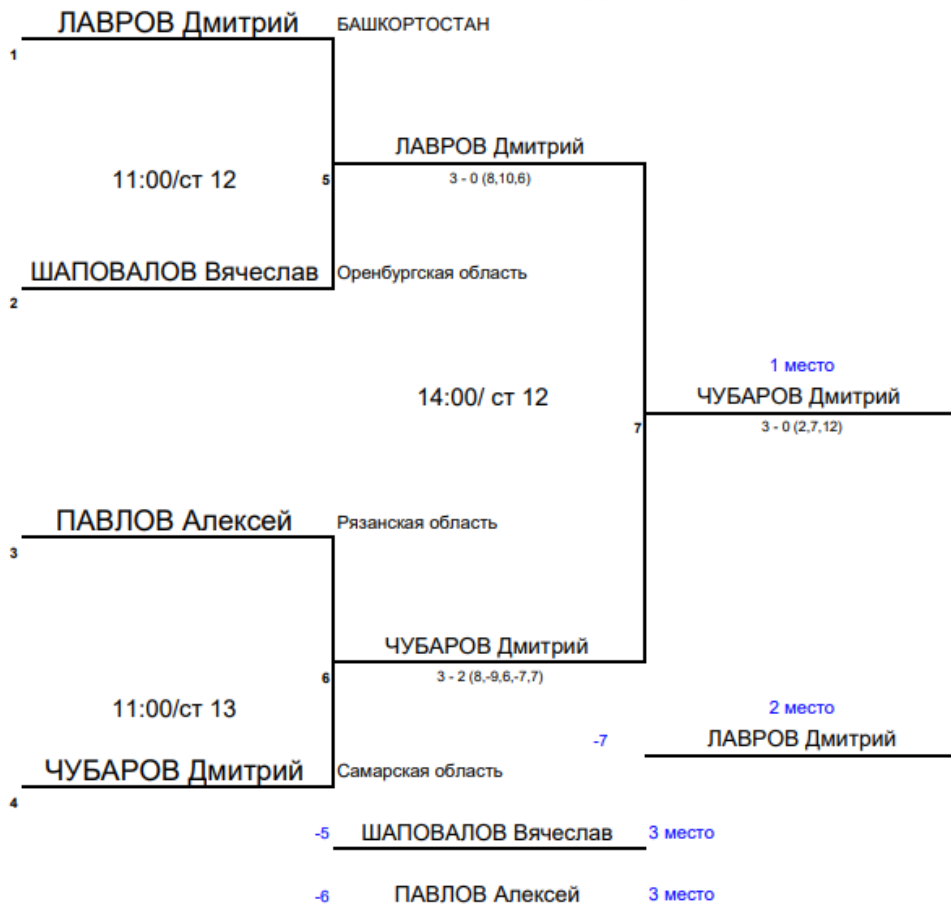 ЛАВРОВ Дмитрий БАШКОРТОСТАН
1
ЛАВРОВ Дмитрий
11:00/ст 12 5 3 - 0 (8,10,6)
ШАПОВАЛОВ Вячеслав Оренбургская область
2
1 место
14:00/ ст 12 ЧУБАРОВ Дмитрий
7 3 - 0 (2,7,12)
ПАВЛОВ Алексей Рязанская область
3
ЧУБАРОВ Дмитрий
6 3 - 2 (8,-9,6,-7,7)
11:00/ст 13 2 место
-7 ЛАВРОВ Дмитрий
ЧУБАРОВ Дмитрий Самарская область
4
-5 ШАПОВАЛОВ Вячеслав 3 место
-6 ПАВЛОВ Алексей 3 место